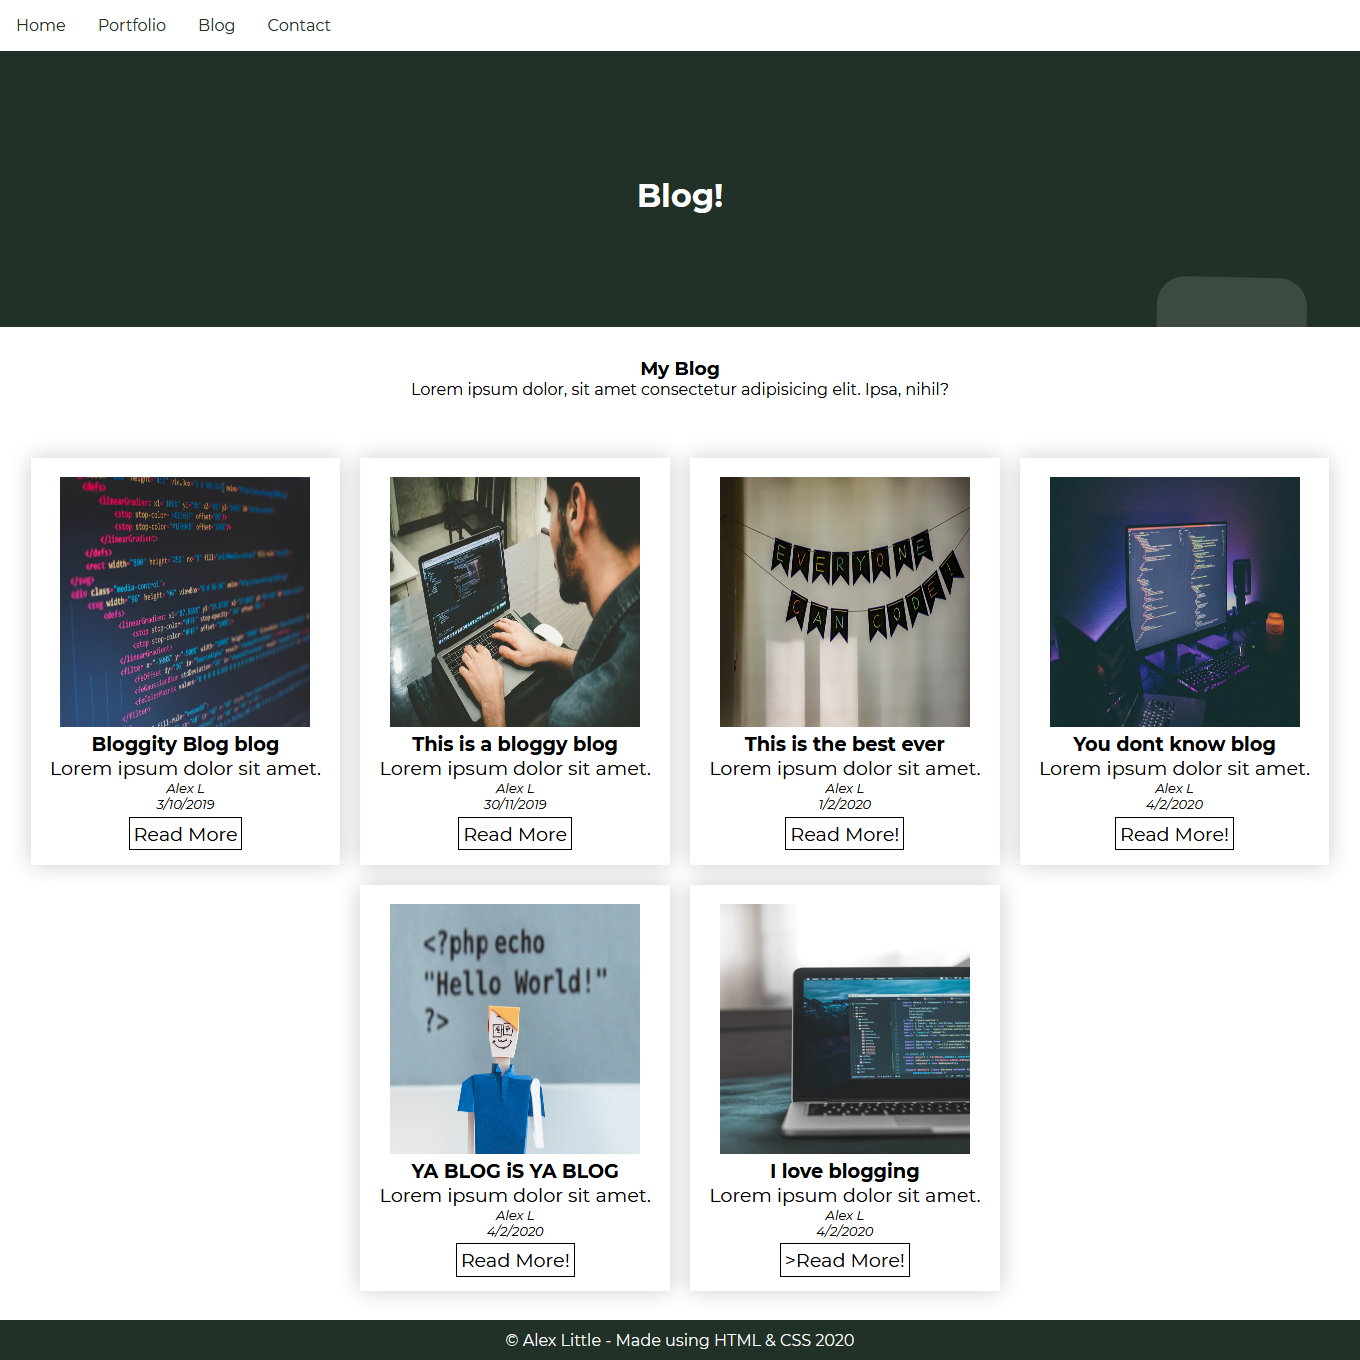 Home Portfolio Blog Contact
Blog!
My Blog
Lorem ipsum dolor, sit amet consectetur adipisicing elit. Ipsa, nihil?
Bloggity Blog blog
Lorem ipsum dolor sit amet.
Alex L
3/10/2019
Read More
This is a bloggy blog
Lorem ipsum dolor sit amet.
Alex L
30/11/2019
Read More
EVERYONE
CAN CODE!
This is the best ever
Lorem ipsum dolor sit amet.
Alex L
1/2/2020
Read More!
You dont know blog
Lorem ipsum dolor sit amet.
Alex L
4/2/2020
Read More!
<?php echo
"Hello World!"
?>
YA BLOG iS YA BLOG
Lorem ipsum dolor sit amet.
Alex L
4/2/2020
Read More!
I love blogging
Lorem ipsum dolor sit amet.
Alex L
4/2/2020
>Read More!
© Alex Little - Made using HTML & CSS 2020